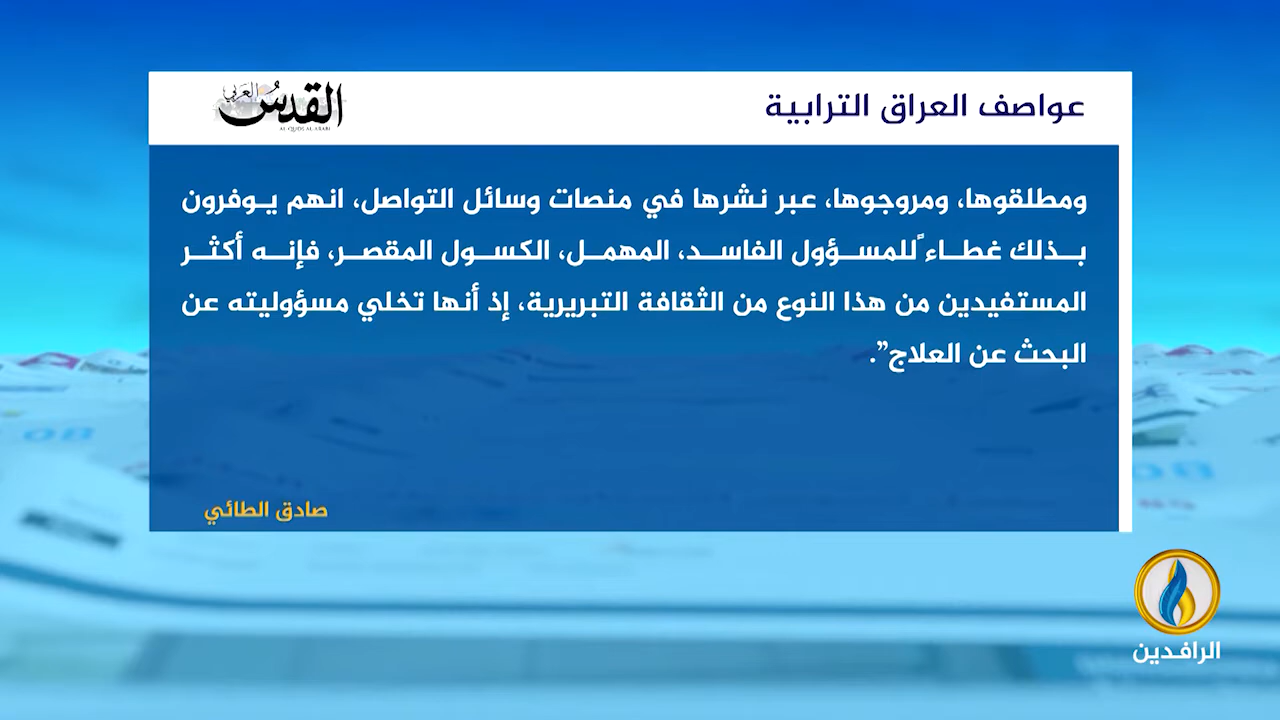 عواصف العراق الترابية
القدس العربي
AL-QUDS AL-ARABI
ومطلقوها، ومروجوها، عبر نشرها في منصات وسائل التواصل، انهم يوفرون
بذلك غطاء ًللمسؤول الفاسد، المهمل، الكسول المقصر، فإنه أكثر
المستفيدين من هذا النوع من الثقافة التبريرية، إذ أنها تخلي مسؤوليته عن
البحث عن العلاج”.
صادق الطائي
الرافدين